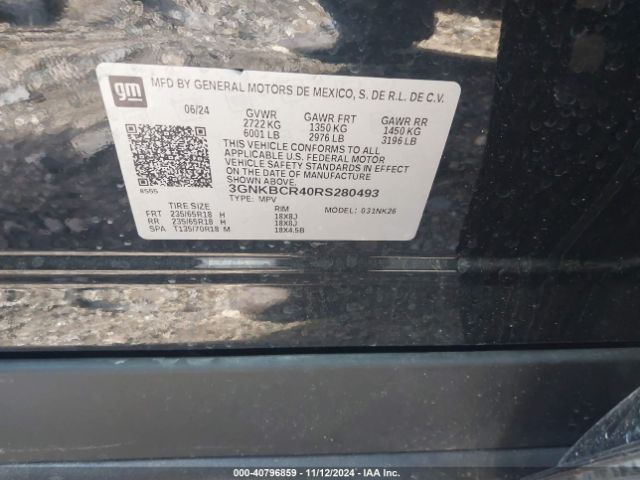 gm MFD BY GENERAL MOTORS DE MEXICO, S. DE R.L. DE C.V.
06/24 GVWR GAWR FRT GAWR RR
2722 KG 1350 KG 1450 KG
6001 LB 2976 LB 3196 LB
THIS VEHICLE CONFORMS TO ALL
APPLICABLE U.S. FEDERAL MOTOR
VEHICLE SAFETY STANDARDS IN
EFFECT ON THE DATE OF
MANUFACTURE SHOWN ABOVE.
8555 3GNKBCR40RS280493
TYPE: MPV MODEL: 031NK26
TIRE SIZE RIM
FRT 235/65R18 H 18X8J
RR 235/65R18 H 18X8J
SPA T135/70R18 M 18X4.5B
© 40796859 - 11/12/2024 - IAA Inc.